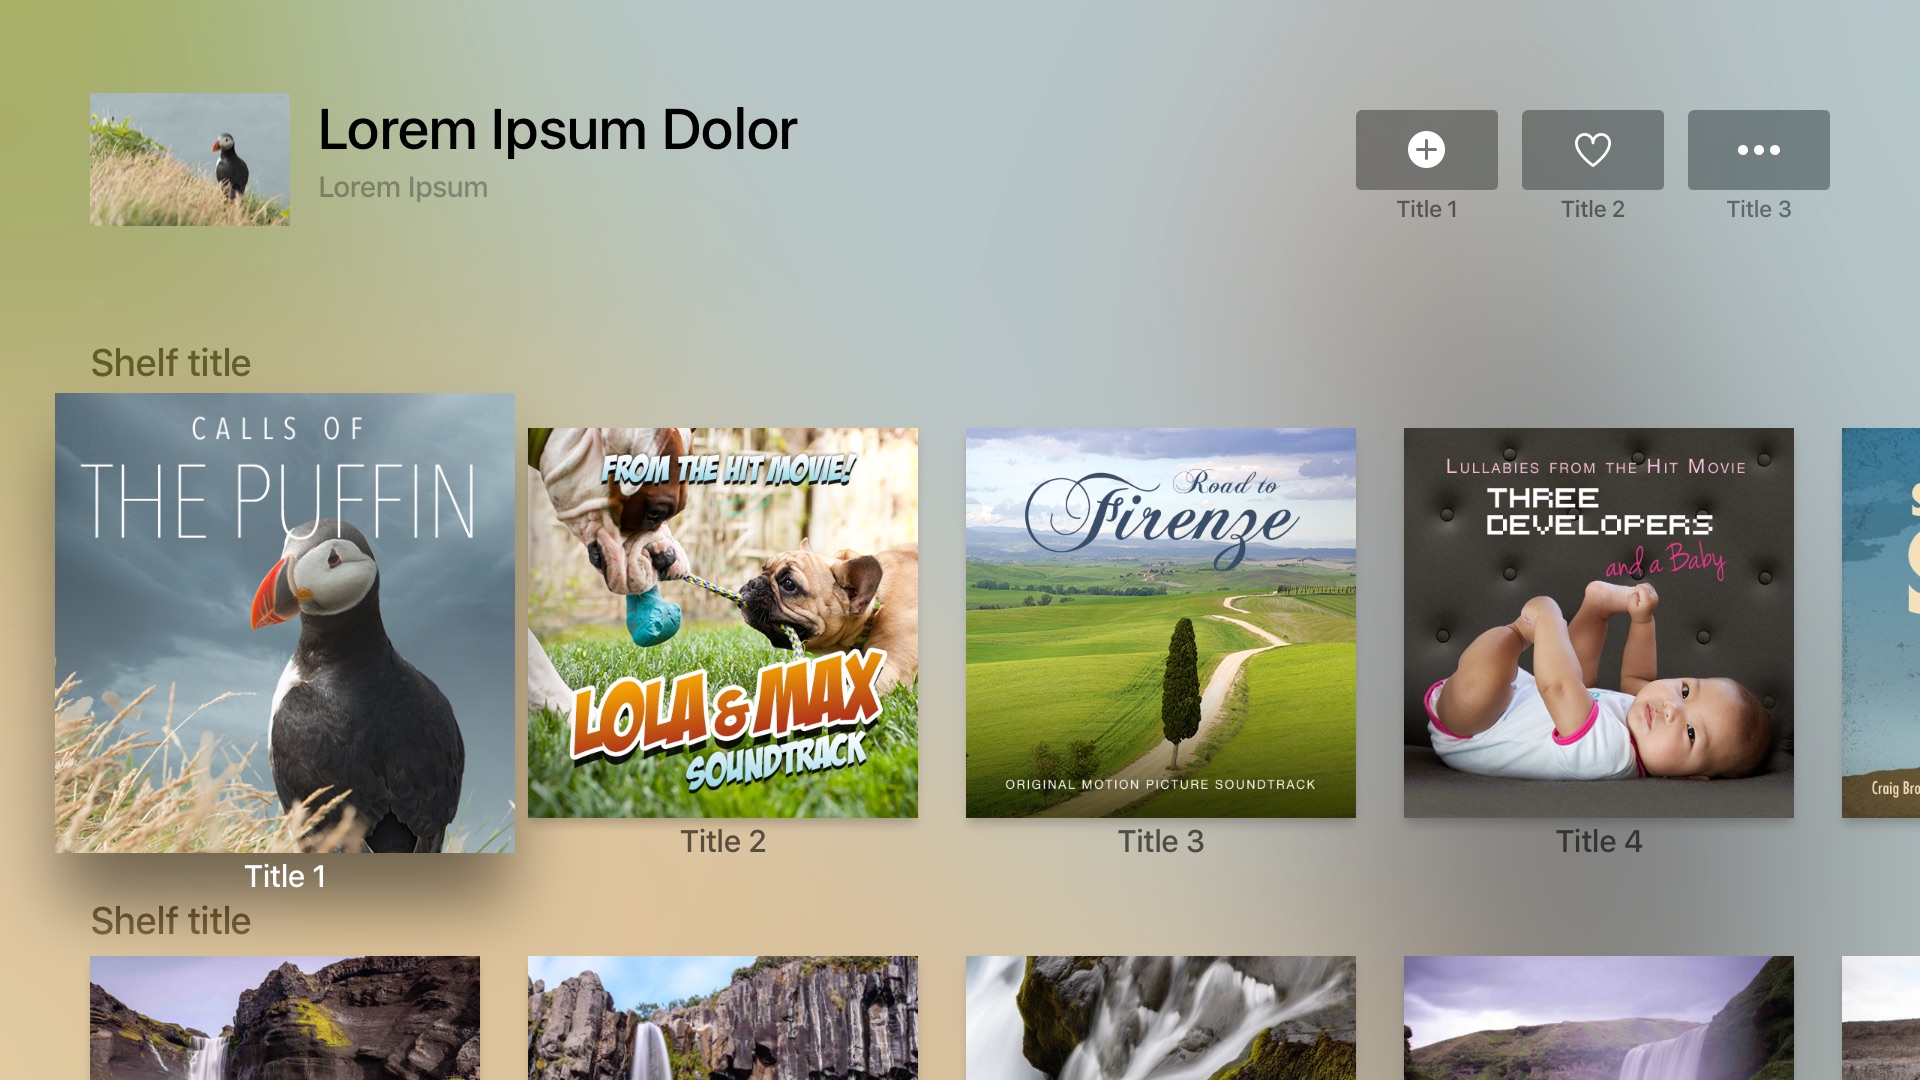 Lorem Ipsum Dolor
Lorem Ipsum
Title 1
Title 2
Title 3
Shelf title
CALLS OF
THE PUFFIN
FROM THE HIT MOVIE!
LOLA & MAX
SOUNDTRACK
Road to
Firenze
ORIGINAL MOTION PICTURE SOUNDTRACK
LULLABIES FROM THE HIT MOVIE
THREE
DEVELOPERS
and a Baby
Craig
Title 1
Title 2
Title 3
Title 4
Shelf title